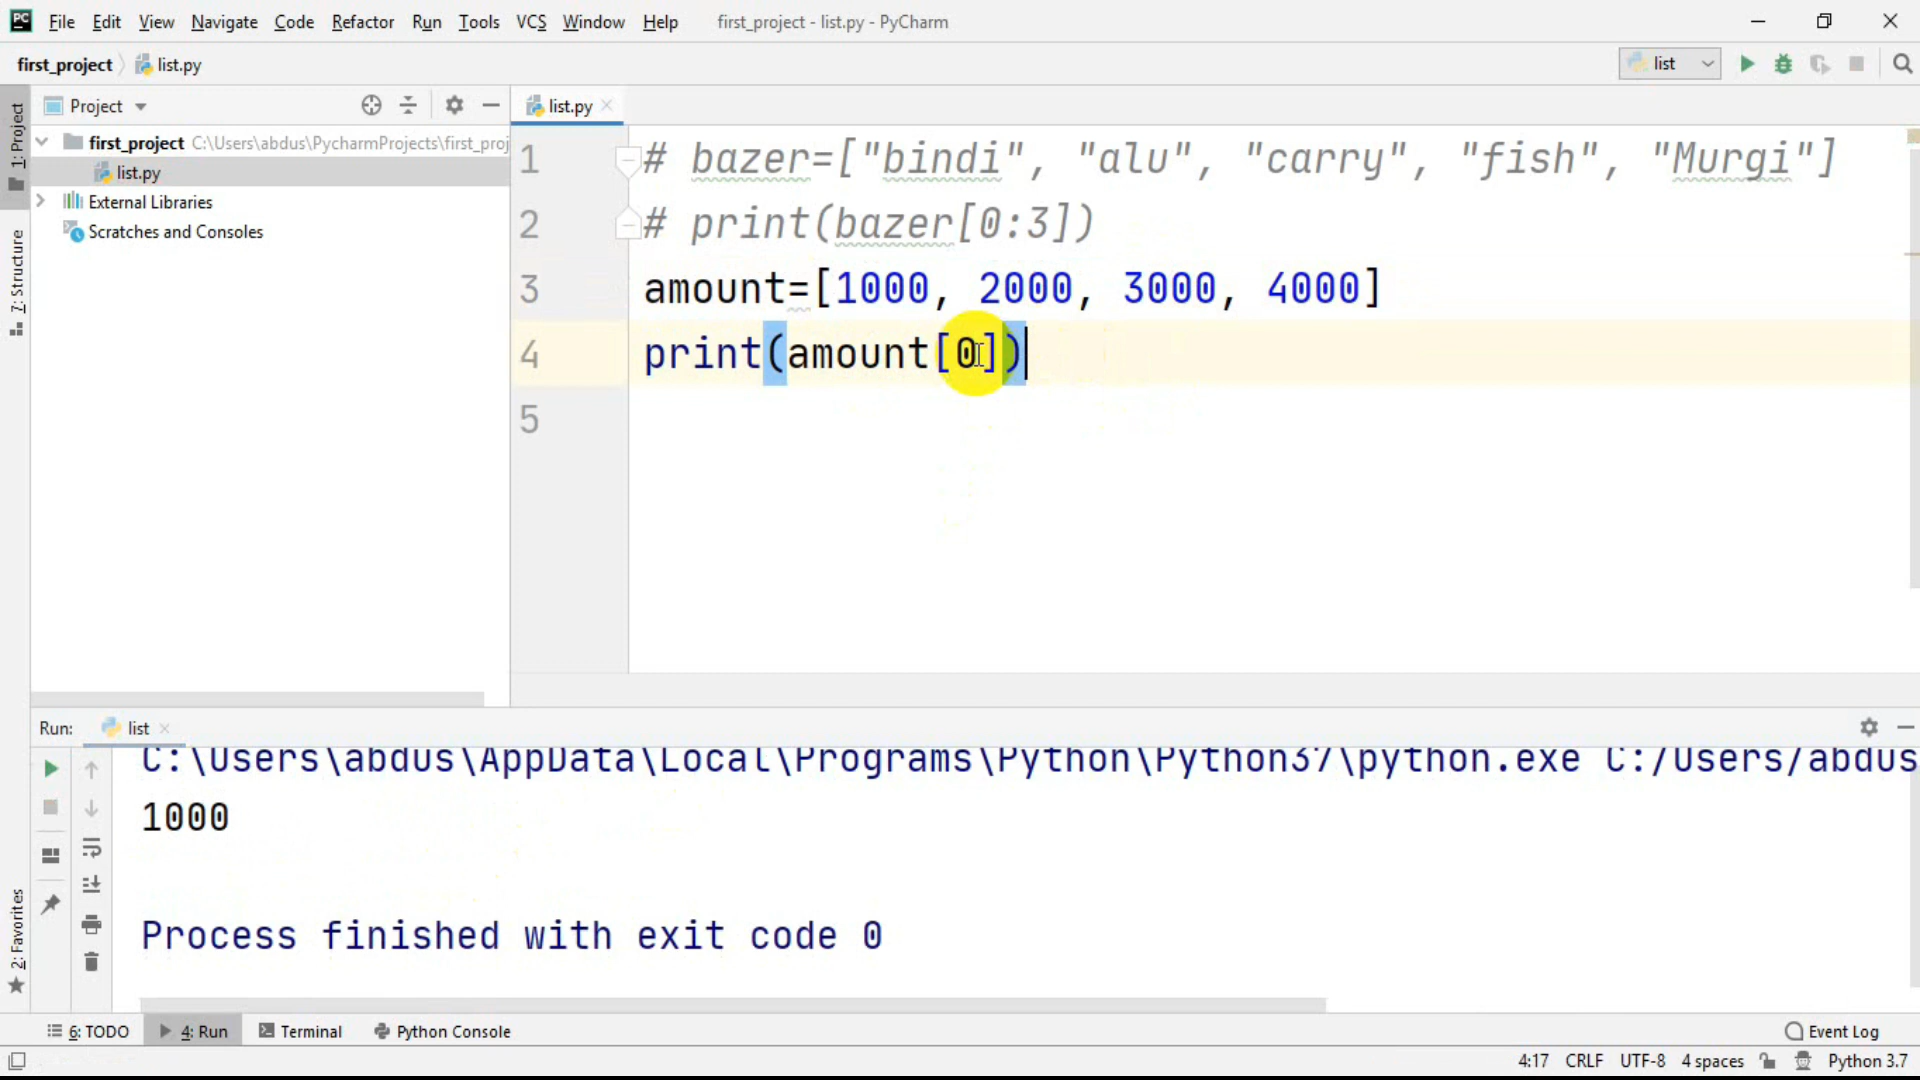 PC File Edit View Navigate Code Refactor Run Tools VCS Window Help first_project - list.py - PyCharm
first_project list.py list
1: Project
Project
list.py
first_project C:\Users\abdus\PycharmProjects\first_proj
list.py
External Libraries
Scratches and Consoles
7: Structure
1 # bazer=["bindi", "alu", "carry", "fish", "Murgi"]
2 # print(bazer[0:3])
3 amount=[1000, 2000, 3000, 4000]
4 print(amount[0])
5
Run: list
C:\Users\abdus\AppData\Local\Programs\Python\Python37\python.exe C:/Users/abdus
1000
Process finished with exit code 0
2: Favorites
6: TODO 4: Run Terminal Python Console Event Log
4:17 CRLF UTF-8 4 spaces Python 3.7